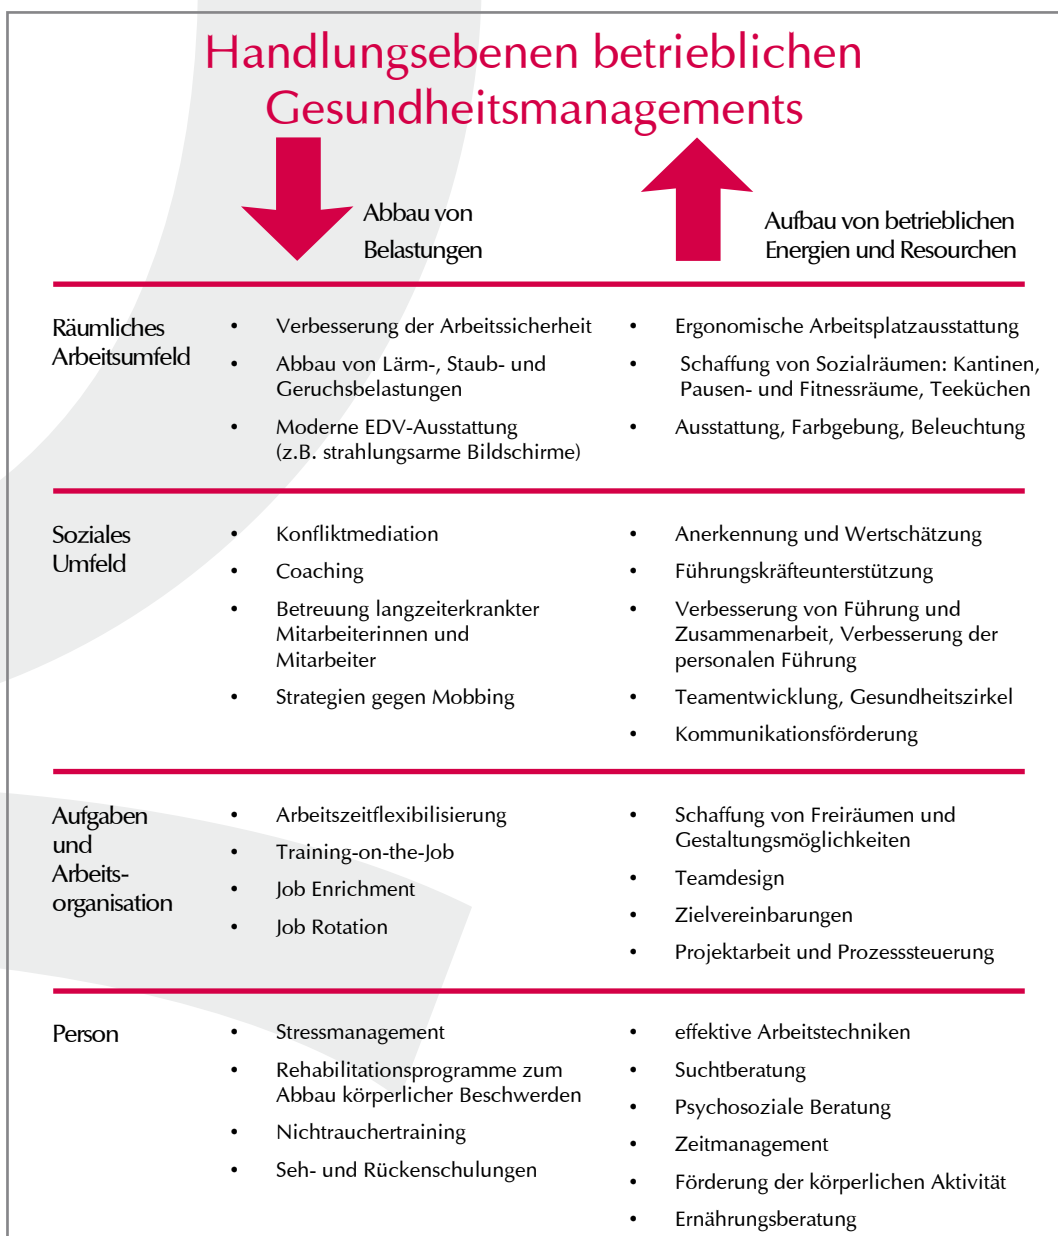 Handlungsebenen betrieblichen
Gesundheitsmanagements
Abbau von
Belastungen
Aufbau von betrieblichen
Energien und Resourchen
Räumliches
Arbeitsumfeld
• Verbesserung der Arbeitssicherheit
• Abbau von Lärm-, Staub- und
Geruchsbelastungen
• Moderne EDV-Ausstattung
(z.B. strahlungsarme Bildschirme)
• Ergonomische Arbeitsplatzausstattung
• Schaffung von Sozialräumen: Kantinen,
Pausen- und Fitnessräume, Teeküchen
• Ausstattung, Farbgebung, Beleuchtung
Soziales
Umfeld
• Konfliktmediation
• Coaching
• Betreuung langzeiterkrankter
Mitarbeiterinnen und
Mitarbeiter
• Strategien gegen Mobbing
• Anerkennung und Wertschätzung
• Führungskräfteunterstützung
• Verbesserung von Führung und
Zusammenarbeit, Verbesserung der
personalen Führung
• Teamentwicklung, Gesundheitszirkel
• Kommunikationsförderung
Aufgaben
und
Arbeits-
organisation
• Arbeitszeitflexibilisierung
• Training-on-the-Job
• Job Enrichment
• Job Rotation
• Schaffung von Freiräumen und
Gestaltungsmöglichkeiten
• Teamdesign
• Zielvereinbarungen
• Projektarbeit und Prozesssteuerung
Person
• Stressmanagement
• Rehabilitationsprogramme zum
Abbau körperlicher Beschwerden
• Nichtrauchertraining
• Seh- und Rückenschulungen
• effektive Arbeitstechniken
• Suchtberatung
• Psychosoziale Beratung
• Zeitmanagement
• Förderung der körperlichen Aktivität
• Ernährungsberatung